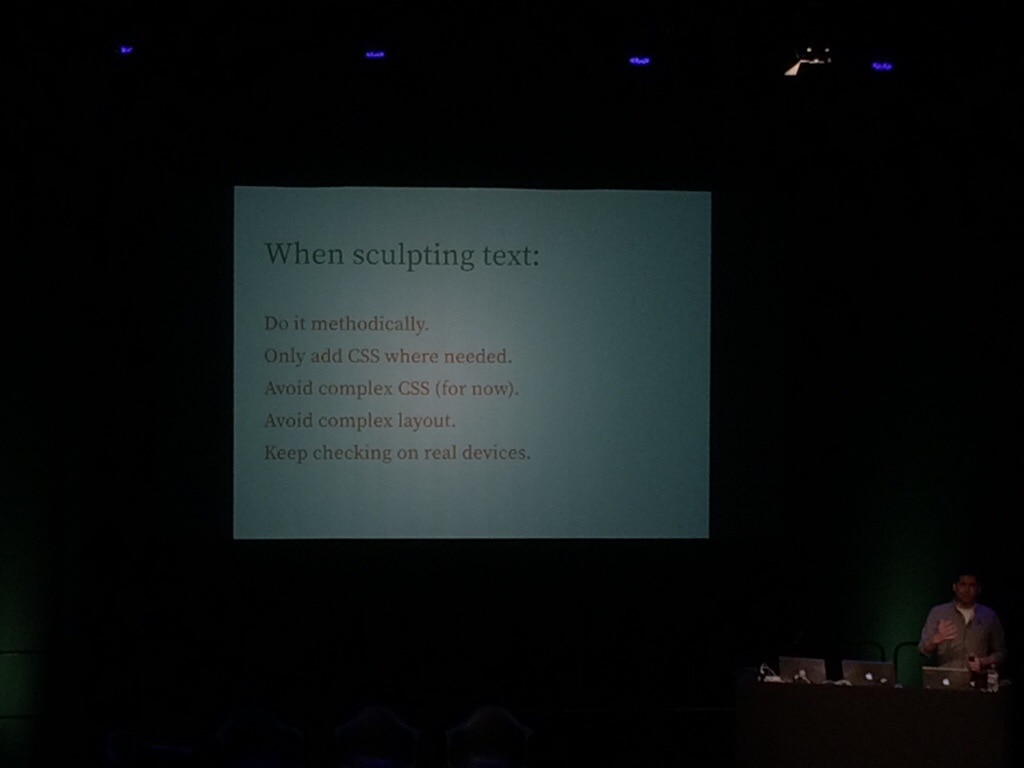 When sculpting text:
Do it methodically.
Only add CSS where needed.
Avoid complex CSS (for now).
Avoid complex layout.
Keep checking on real devices.